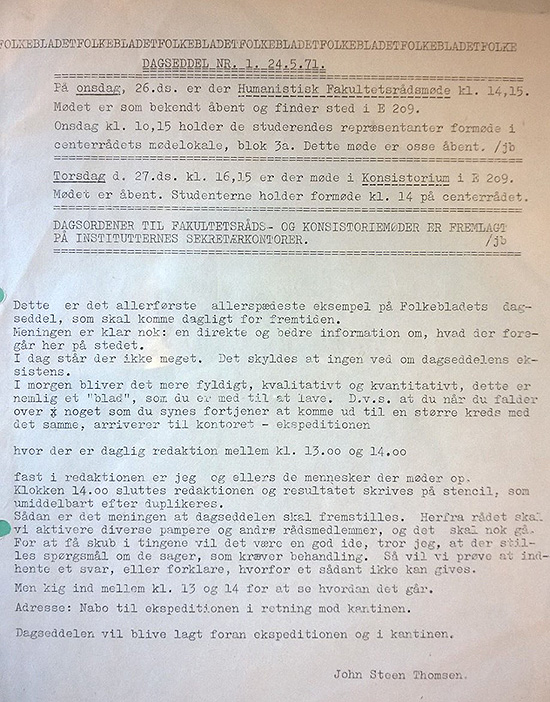 FOLKEBLADETFOLKEBLADETFOLKEBLADETFOLKEBLADETFOLKEBLADETFOLKEBLADETFOLKE
DAGSEDDEL NR. 1. 24.5.71.
På onsdag, 26.ds. er der Humanistisk Fakultetsrådsmøde kl. 14,15.
Mødet er som bekendt åbent og finder sted i E 209.
Onsdag kl. 10,15 holder de studerendes repræsentanter formøde i
centerrådets mødelokale, blok 3a. Dette møde er osse åbent. /jb
Torsdag d. 27.ds. kl. 16,15 er der møde i Konsistorium i E 209.
Mødet er åbent. Studenterne holder formøde kl. 14 på centerrådet.
DAGSORDENER TIL FAKULTETSRÅDS- OG KONSISTORIEMØDER ER FREMLAGT
PÅ INSTITUTTERNES SEKRETÆRKONTORER. /jb
Dette er det allerførste allerspædeste eksempel på Folkebladets dag-
seddel, som skal komme dagligt for fremtiden.
Meningen er klar nok: en direkte og bedre information om, hvad der fore-
går her på stedet.
I dag står der ikke meget. Det skyldes at ingen ved om dagseddelens ek-
sistens.
I morgen bliver det mere fyldigt, kvalitativt og kvantitativt, dette er
nemlig et "blad", som du er med til at lave. D.v.s. at du når du falder
over noget som du synes fortjener at komme ud til en større kreds med
det samme, arriverer til kontoret - ekspeditionen
hvor der er daglig redaktion mellem kl. 13.00 og 14.00
fast i redaktionen er jeg og ellers de mennesker der møder op.
Klokken 14.00 sluttes redaktionen og resultatet skrives på stencil, som
umiddelbart efter duplikeres.
Sådan er det meningen at dagseddelen skal fremstilles. Herfra rådet skal
vi aktivere diverse pampere og andre rådsmedlemmer, og det skal nok gå.
For at få skub i tingene vil det være en god ide, tror jeg, at der stil-
les spørgsmål om de sager, som kræver behandling. Så vil vi prøve at ind-
hente et svar, eller forklare, hvorfor et sådant ikke kan gives.
Men kig ind mellem kl. 13 og 14 for at se hvordan det går.
Adresse: Nabo til ekspeditionen i retning mod kantinen.
Dagseddelen vil blive lagt foran ekspeditionen og i kantinen.
John Steen Thomsen.